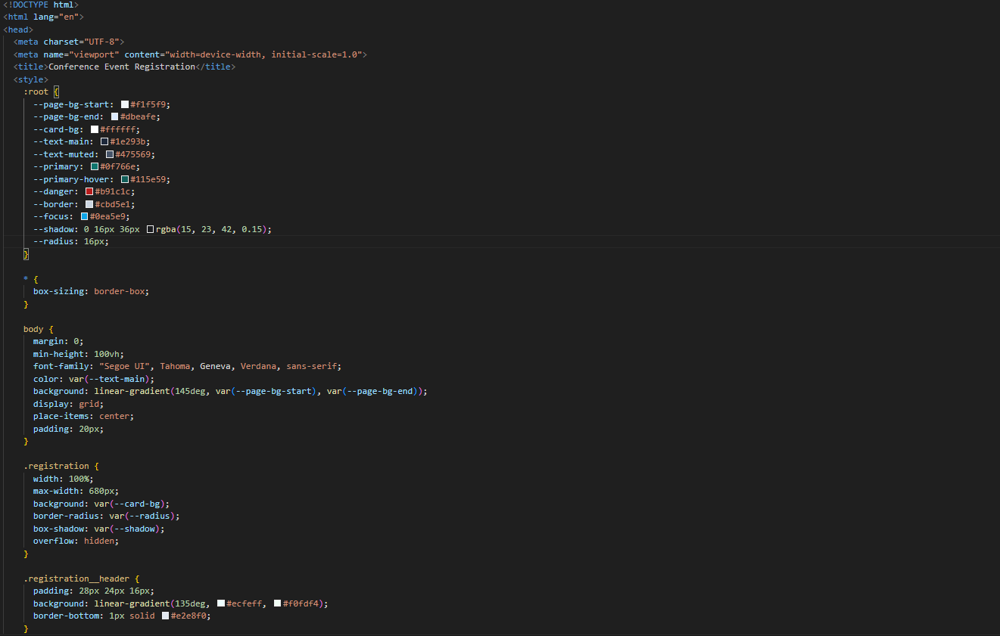 <!DOCTYPE html>
<html lang="en">
<head>
  <meta charset="UTF-8">
  <meta name="viewport" content="width=device-width, initial-scale=1.0">
  <title>Conference Event Registration</title>
  <style>
    :root {
      --page-bg-start: #f1f5f9;
      --page-bg-end: #dbeafe;
      --card-bg: #ffffff;
      --text-main: #1e293b;
      --text-muted: #475569;
      --primary: #0f766e;
      --primary-hover: #115e59;
      --danger: #b91c1c;
      --border: #cbd5e1;
      --focus: #0ea5e9;
      --shadow: 0 16px 36px rgba(15, 23, 42, 0.15);
      --radius: 16px;
    }

    * {
      box-sizing: border-box;
    }

    body {
      margin: 0;
      min-height: 100vh;
      font-family: "Segoe UI", Tahoma, Geneva, Verdana, sans-serif;
      color: var(--text-main);
      background: linear-gradient(145deg, var(--page-bg-start), var(--page-bg-end));
      display: grid;
      place-items: center;
      padding: 20px;
    }

    .registration {
      width: 100%;
      max-width: 680px;
      background: var(--card-bg);
      border-radius: var(--radius);
      box-shadow: var(--shadow);
      overflow: hidden;
    }

    .registration__header {
      padding: 28px 24px 16px;
      background: linear-gradient(135deg, #ecfeff, #f0fdf4);
      border-bottom: 1px solid #e2e8f0;
    }